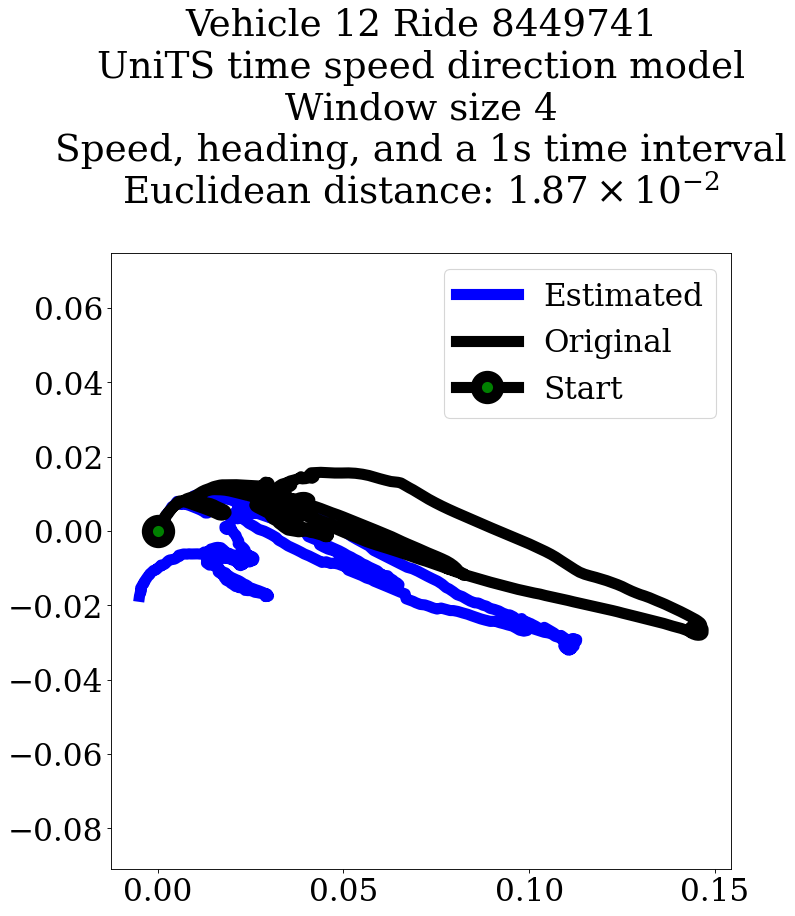 Vehicle 12 Ride 8449741
UniTS time speed direction model
Window size 4
Speed, heading, and a 1s time interval
Euclidean distance: 1.87 × 10⁻²
Estimated
Original
Start
0.06
0.04
0.02
0.00
−0.02
−0.04
−0.06
−0.08
0.00 0.05 0.10 0.15